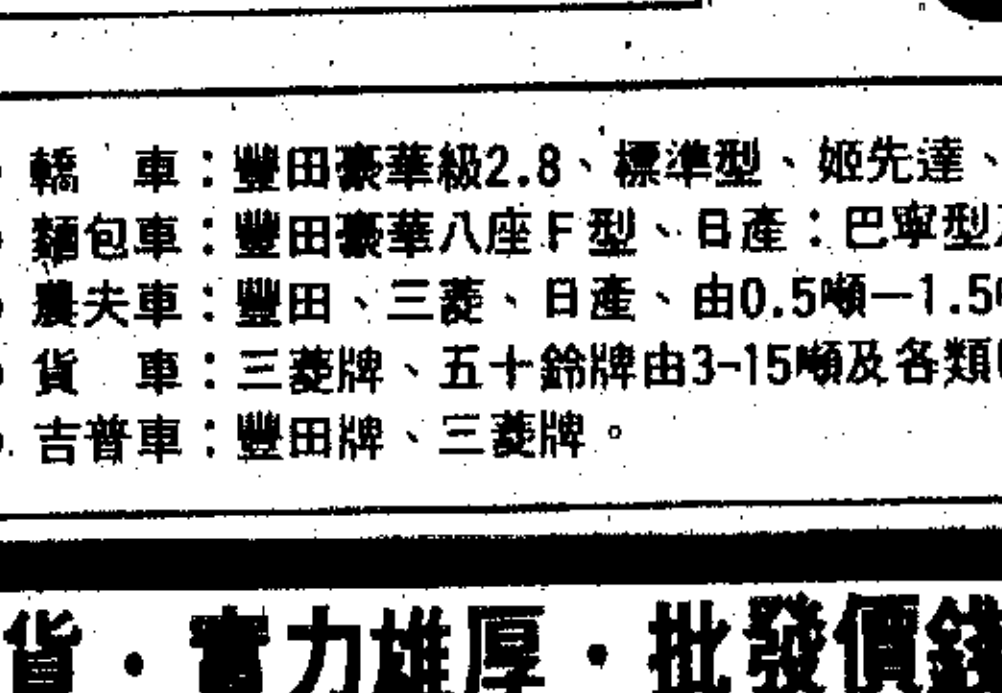 轎 車：豐田豪華級2.8、標準型、姬先達、
麵包車：豐田豪華八座F型、日產：巴寧型
農夫車：豐田、三菱、日產、由0.5噸—1.5
貨 車：三菱牌、五十鈴牌由3-15噸及各類
吉普車：豐田牌、三菱牌。
貨・實力雄厚・批發價錢